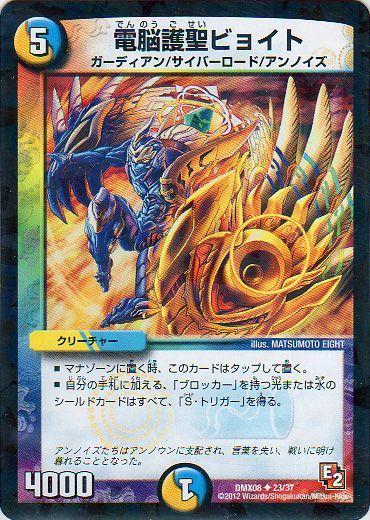 5
でんのうごせい
電脳護聖ビョイト
ガーディアン/サイバーロード/アンノイズ
illus. MATSUMOTO EIGHT
クリーチャー
■ マナゾーンに置く時、このカードはタップして置く。
■ 自分の手札に加える、「ブロッカー」を持つ光または水の
シールドカードはすべて、「S・トリガー」を得る。
アンノイズたちはアンノウンに支配され、言葉を失い、戦いに明け
暮れることとなった。
4000
1
DMX08 ◆ 23/37
©2012 Wizards/Shogakukan/Mitsui-Kids
E2